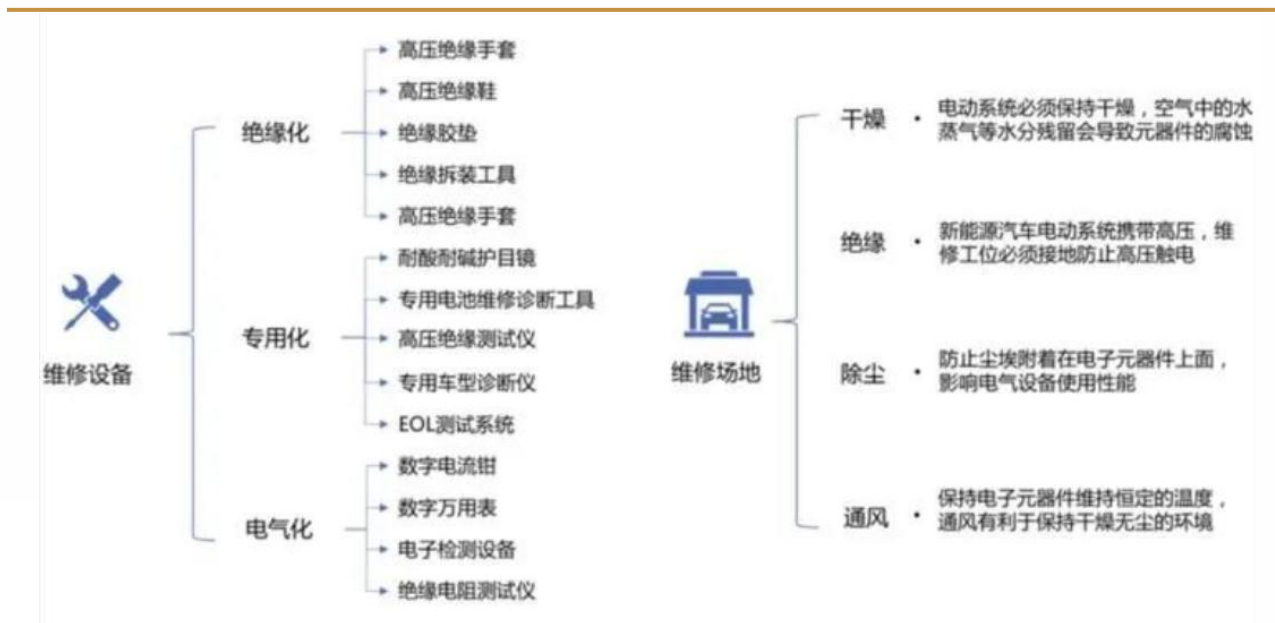 维修设备
绝缘化
高压绝缘手套
高压绝缘鞋
绝缘胶垫
绝缘拆装工具
高压绝缘手套
专用化
耐酸耐碱护目镜
专用电池维修诊断工具
高压绝缘测试仪
专用车型诊断仪
EOL测试系统
电气化
数字电流钳
数字万用表
电子检测设备
绝缘电阻测试仪
维修场地
干燥
• 电动系统必须保持干燥，空气中的水
蒸气等水分残留会导致元器件的腐蚀
绝缘
• 新能源汽车电动系统携带高压，维
修工位必须接地防止高压触电
除尘
• 防止尘埃附着在电子元器件上面，
影响电气设备使用性能
通风
• 保持电子元器件维持恒定的温度，
通风有利于保持干燥无尘的环境